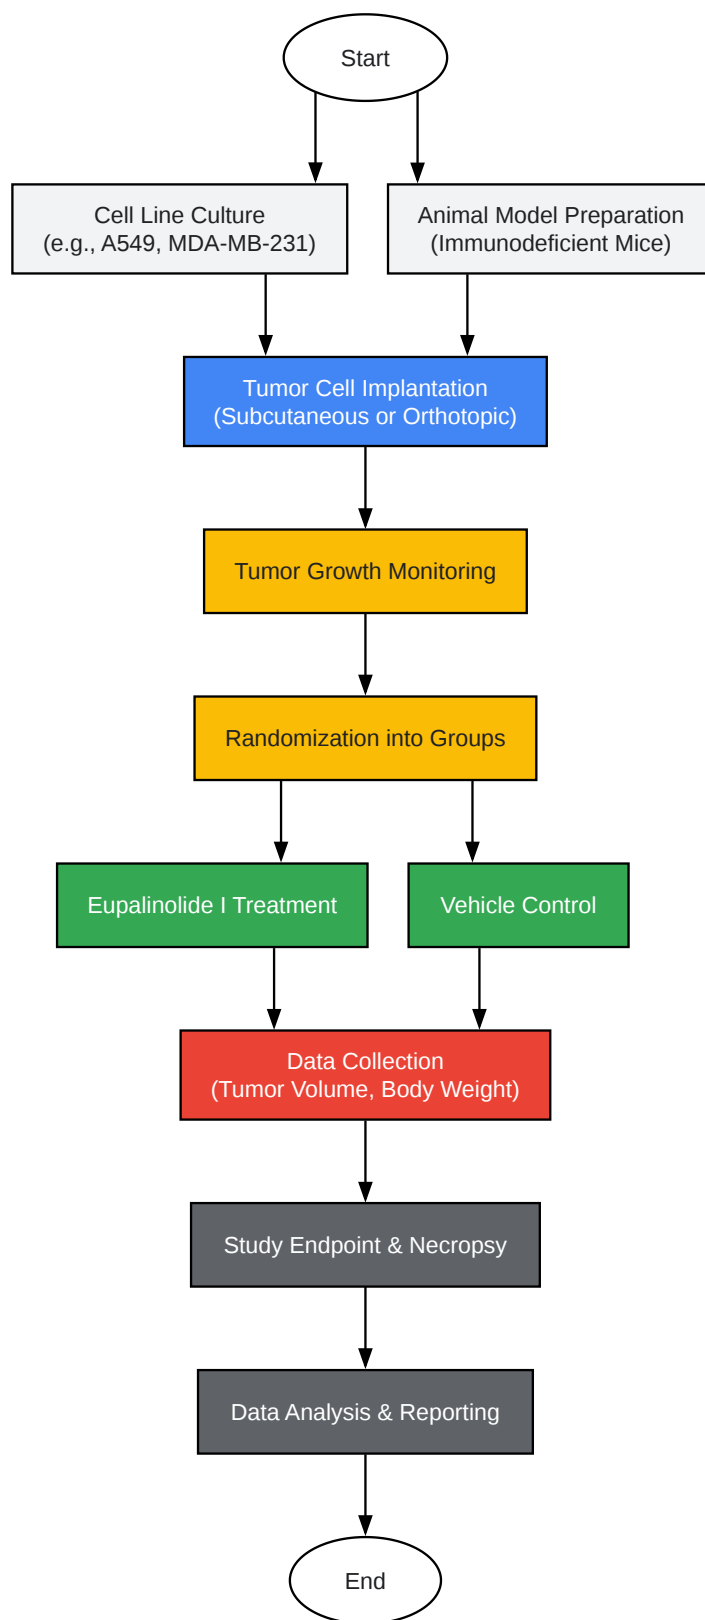 Start
Cell Line Culture
(e.g., A549, MDA-MB-231)
Animal Model Preparation
(Immunodeficient Mice)
Tumor Cell Implantation
(Subcutaneous or Orthotopic)
Tumor Growth Monitoring
Randomization into Groups
Eupalinolide I Treatment
Vehicle Control
Data Collection
(Tumor Volume, Body Weight)
Study Endpoint & Necropsy
Data Analysis & Reporting
End